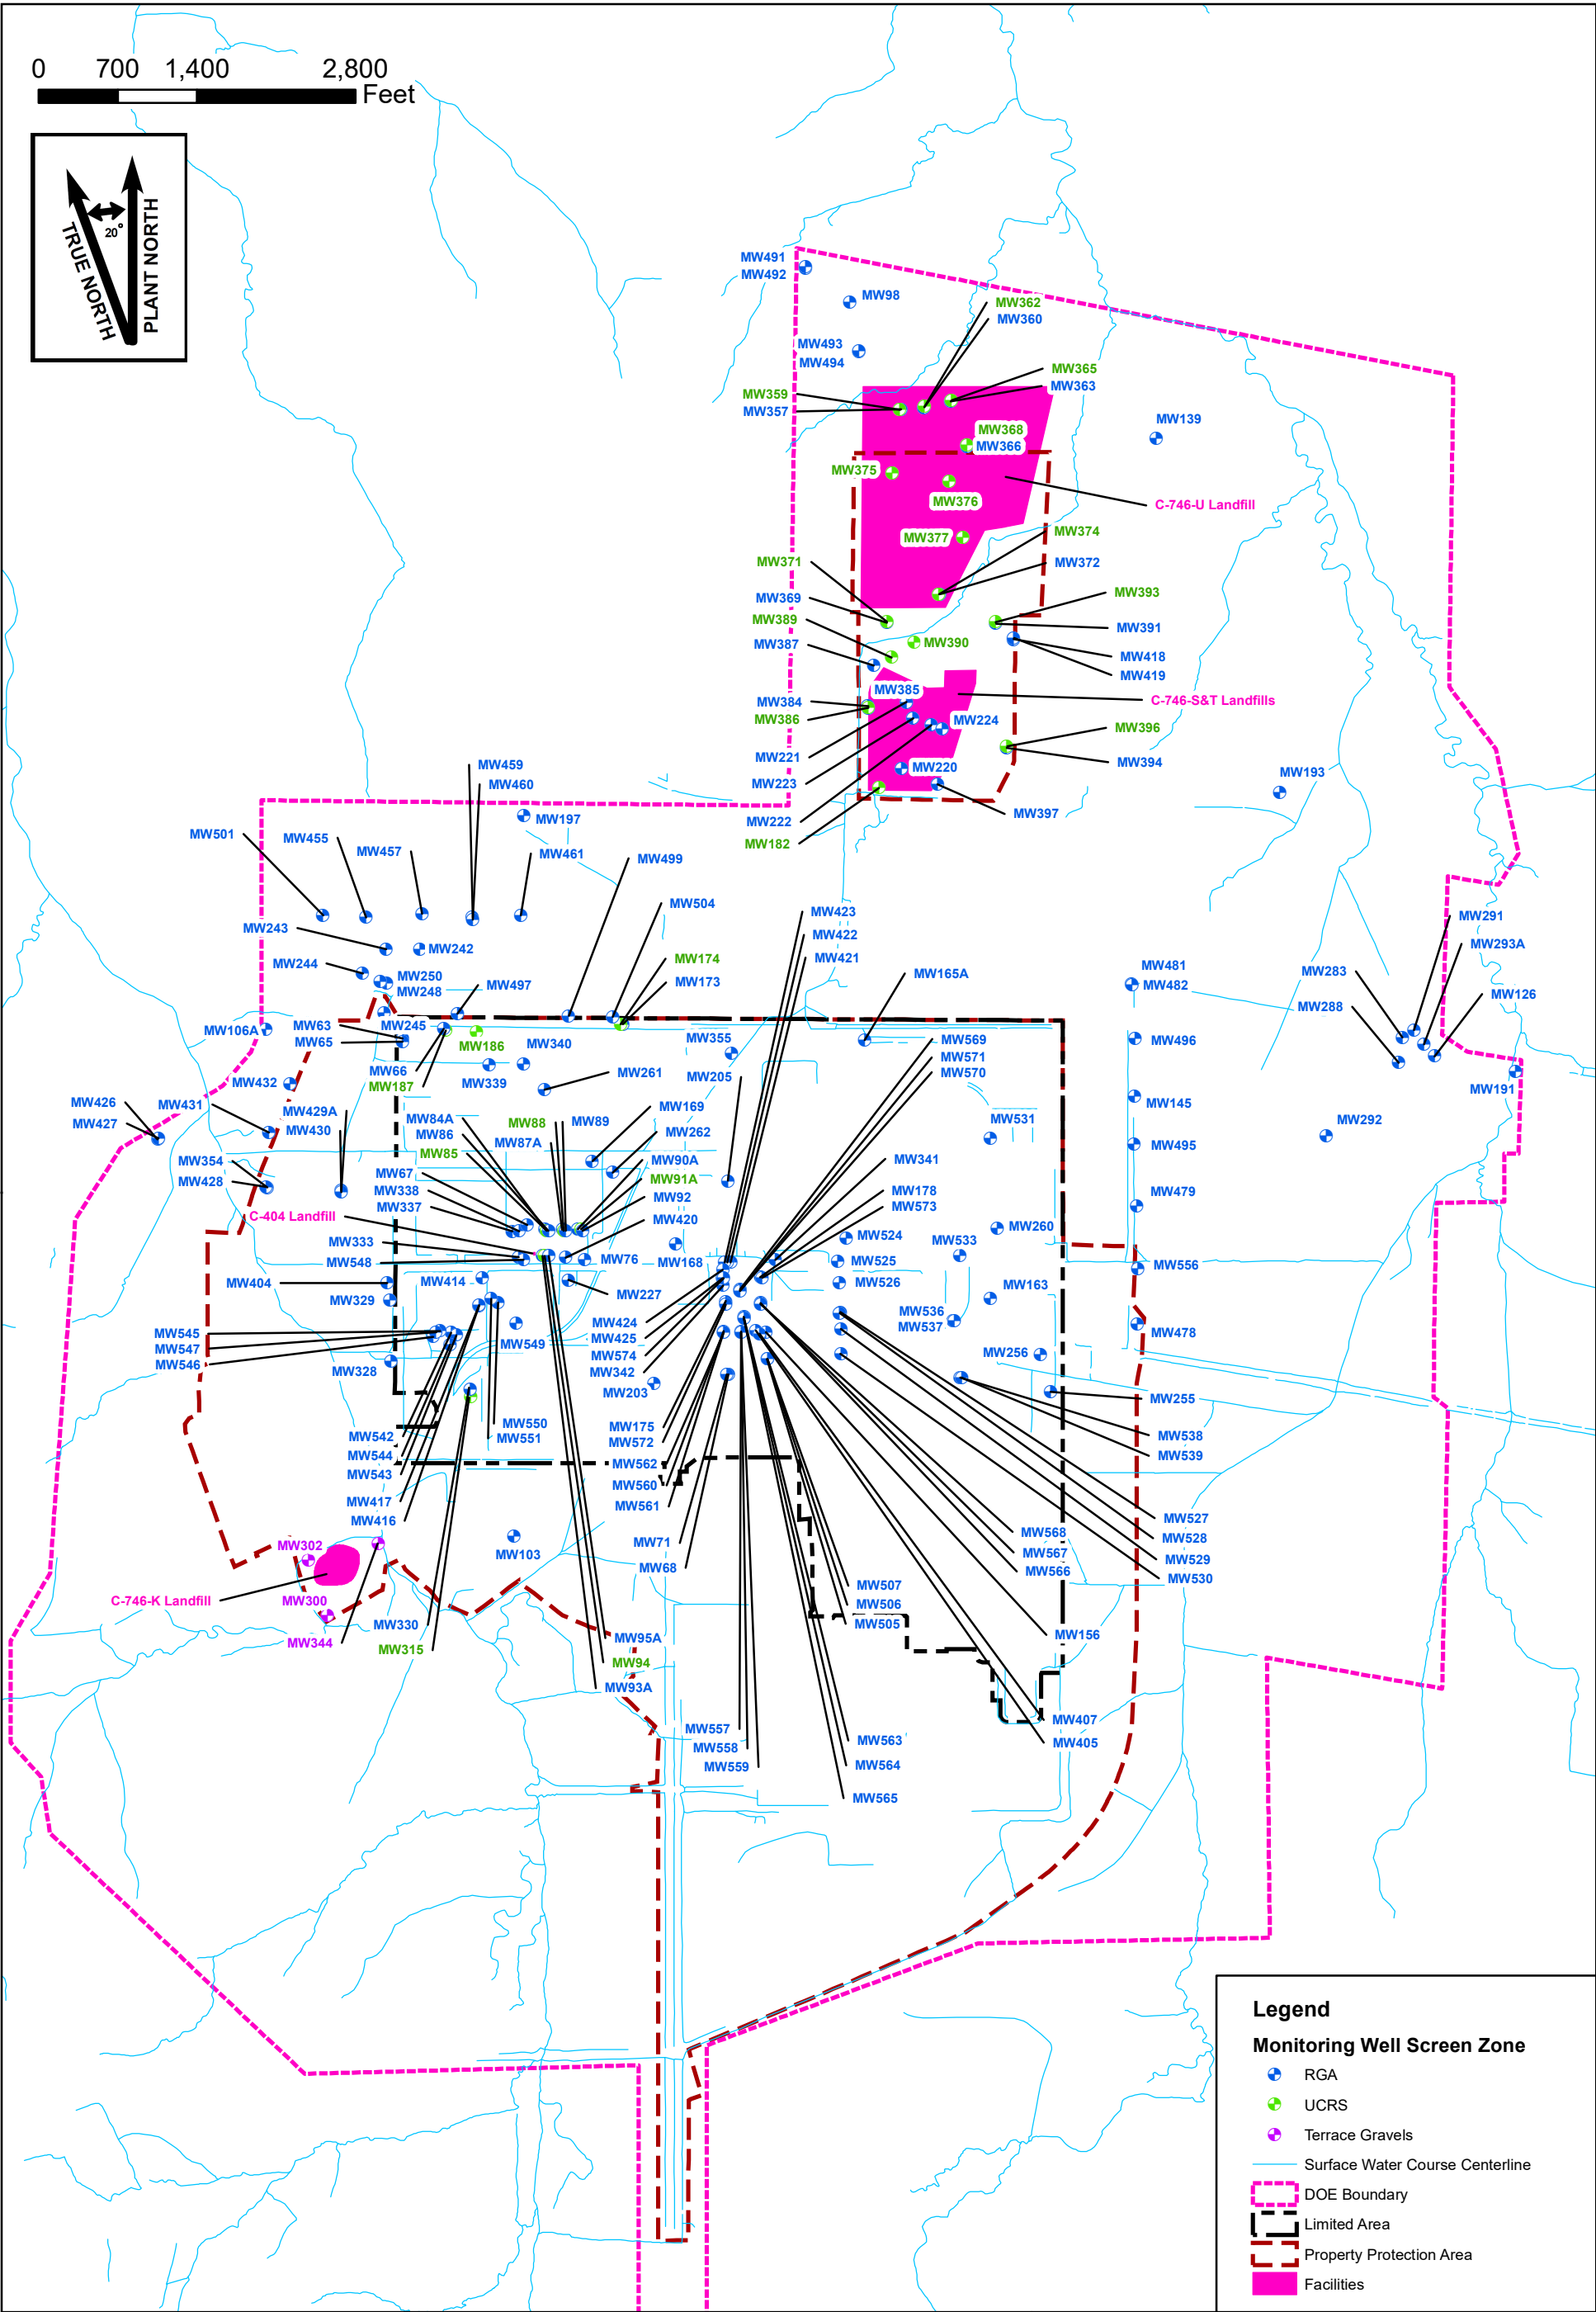 0 700 1,400 2,800
Feet
TRUE NORTH
20°
PLANT NORTH
MW491
MW492
MW98
MW362
MW360
MW493
MW494
MW365
MW363
MW359
MW357
MW139
MW368
MW366
MW375
MW376
C-746-U Landfill
MW377
MW374
MW371
MW372
MW369
MW393
MW389
MW391
MW387
MW390
MW418
MW419
MW385
MW384
C-746-S&T Landfills
MW386
MW224
MW396
MW221
MW394
MW220
MW223
MW193
MW397
MW222
MW182
MW459
MW460
MW197
MW501
MW455
MW457
MW461
MW499
MW504
MW423
MW422
MW421
MW291
MW293A
MW243
MW242
MW174
MW173
MW165A
MW244
MW250
MW248
MW497
MW481
MW482
MW283
MW288
MW126
MW106A
MW63
MW65
MW245
MW186
MW340
MW355
MW569
MW571
MW570
MW496
MW66
MW187
MW339
MW261
MW205
MW432
MW191
MW426
MW427
MW431
MW429A
MW430
MW84A
MW86
MW85
MW88
MW87A
MW89
MW169
MW262
MW531
MW145
MW292
MW495
MW354
MW428
MW67
MW338
MW337
MW90A
MW91A
MW92
MW420
MW341
MW178
MW573
MW479
C-404 Landfill
MW333
MW548
MW76
MW168
MW524
MW525
MW526
MW260
MW533
MW556
MW404
MW414
MW329
MW227
MW163
MW424
MW425
MW574
MW342
MW536
MW537
MW478
MW545
MW547
MW546
MW549
MW328
MW203
MW256
MW255
MW550
MW551
MW175
MW572
MW542
MW544
MW543
MW562
MW560
MW561
MW538
MW539
MW417
MW416
MW527
MW528
MW529
MW530
MW568
MW567
MW566
MW71
MW68
MW103
MW302
C-746-K Landfill
MW300
MW344
MW330
MW315
MW507
MW506
MW505
MW156
MW95A
MW94
MW93A
MW557
MW558
MW559
MW563
MW564
MW565
MW407
MW405
Legend
Monitoring Well Screen Zone
RGA
UCRS
Terrace Gravels
Surface Water Course Centerline
DOE Boundary
Limited Area
Property Protection Area
Facilities